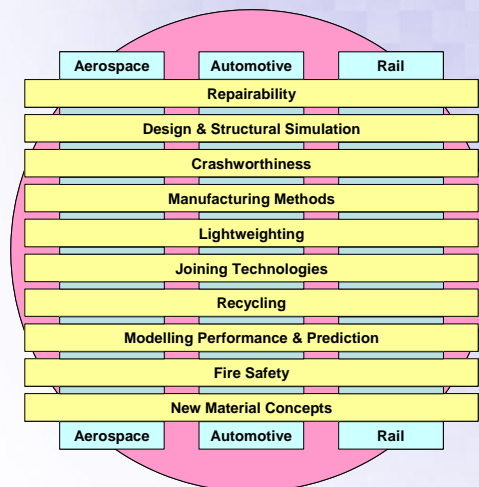 Aerospace Automotive Rail
Repairability
Design & Structural Simulation
Crashworthiness
Manufacturing Methods
Lightweighting
Joining Technologies
Recycling
Modelling Performance & Prediction
Fire Safety
New Material Concepts
Aerospace Automotive Rail